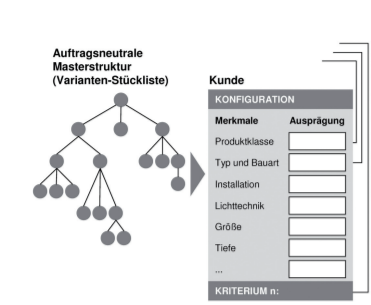 Auftragsneutrale
Masterstruktur
(Varianten-Stückliste)
Kunde
KONFIGURATION
Merkmale Ausprägung
Produktklasse
Typ und Bauart
Installation
Lichttechnik
Größe
Tiefe
...
KRITERIUM n: